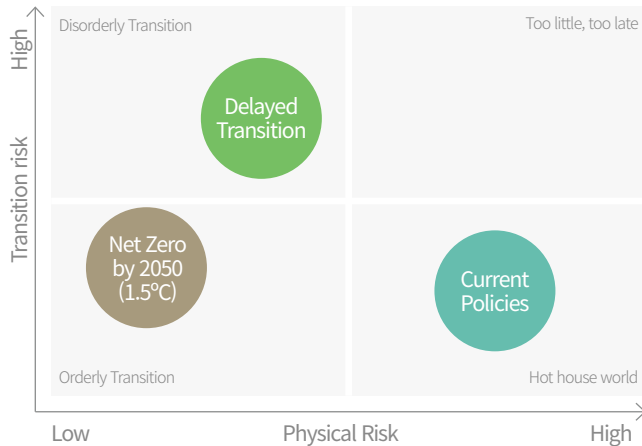 Disorderly Transition
Too little, too late
High
Delayed
Transition
Transition risk
Net Zero
by 2050
(1.5ºC)
Current
Policies
Orderly Transition
Hot house world
Low
Physical Risk
High